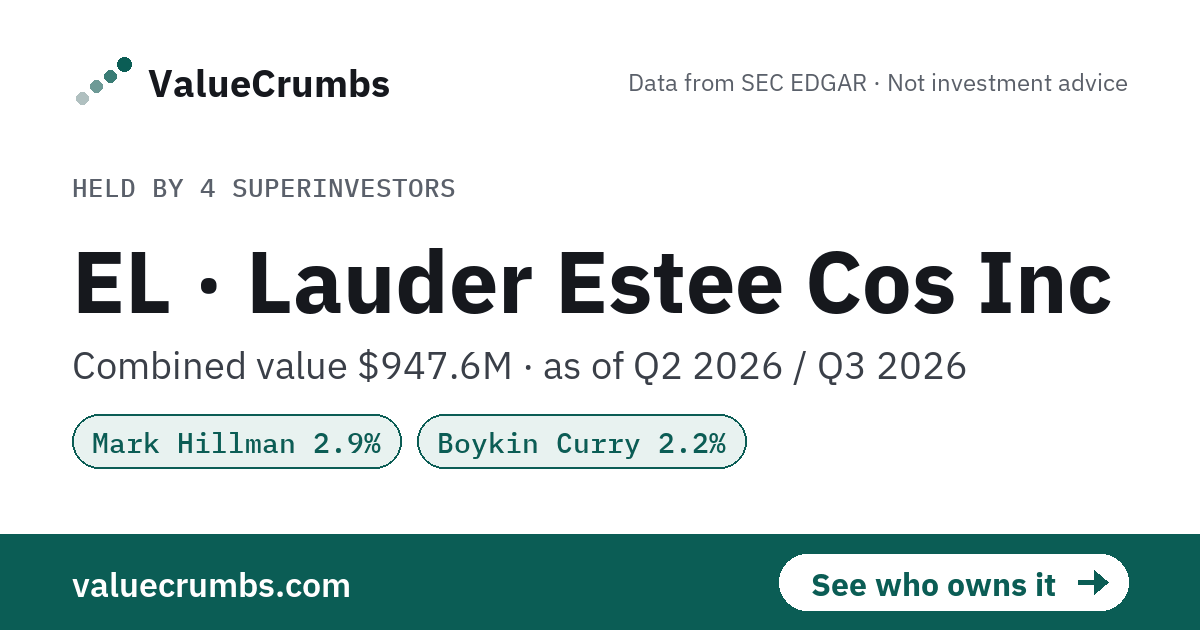 ValueCrumbs
Data from SEC EDGAR · Not investment advice
HELD BY 4 SUPERINVESTORS
EL · Lauder Estee Cos Inc
Combined value $947.6M · as of Q2 2026 / Q3 2026
Mark Hillman 2.9%
Boykin Curry 2.2%
valuecrumbs.com
See who owns it →